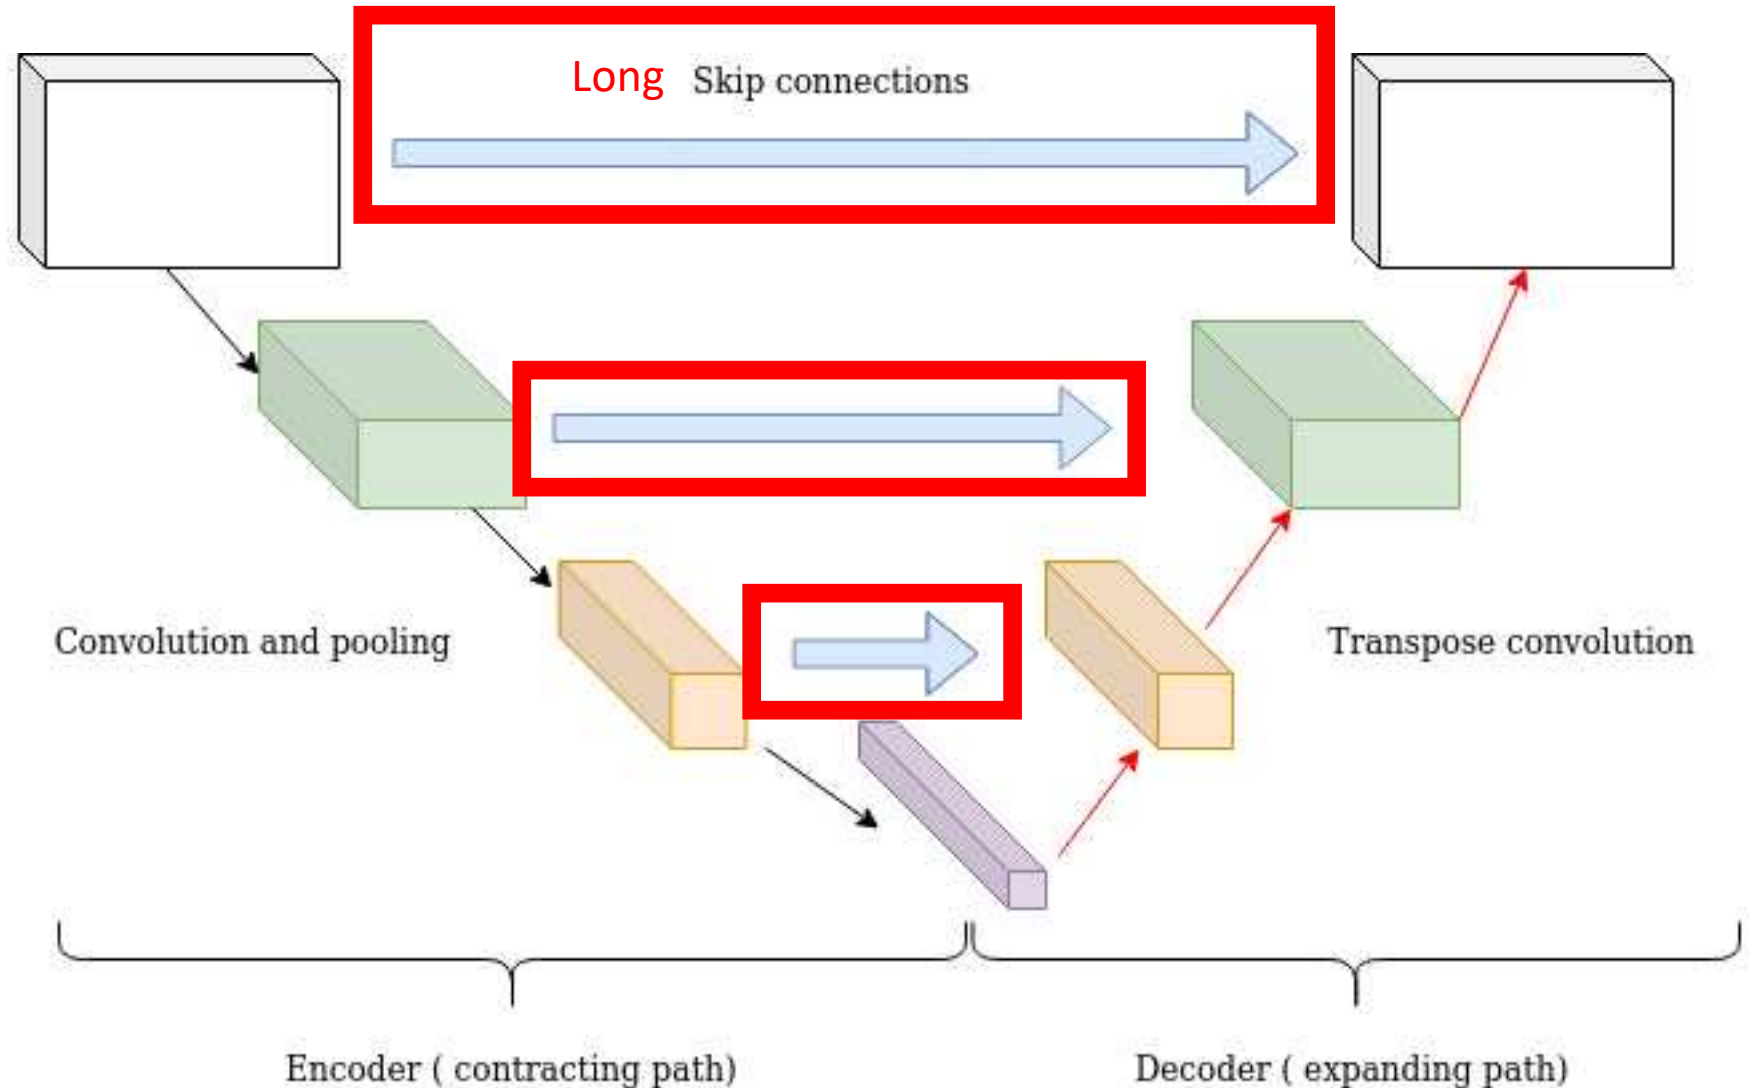 Long Skip connections
Convolution and pooling
Transpose convolution
Encoder ( contracting path)
Decoder ( expanding path)